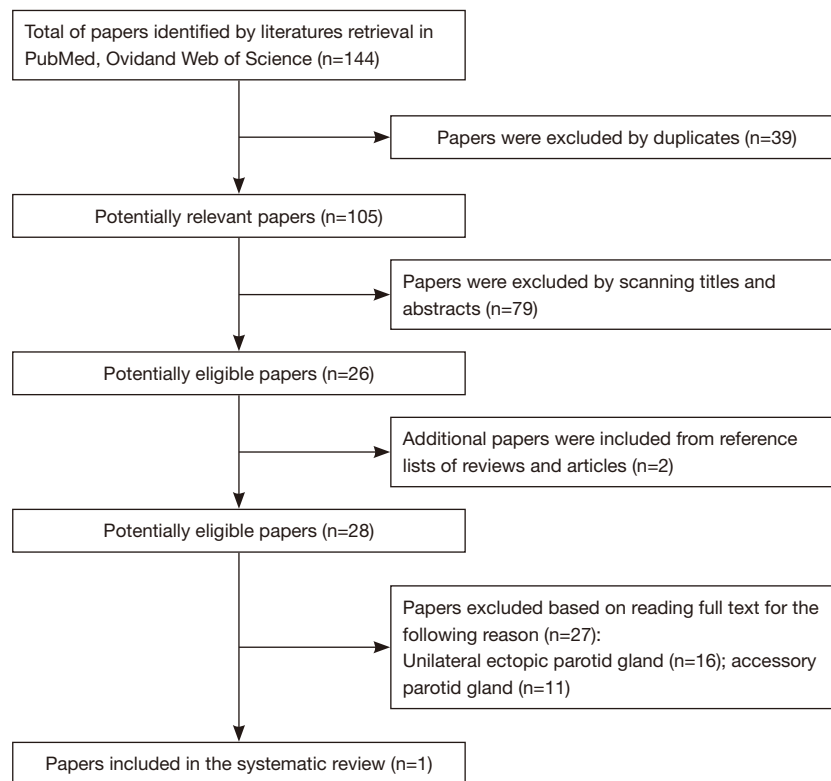 Total of papers identified by literatures retrieval in
PubMed, Ovidand Web of Science (n=144)
Papers were excluded by duplicates (n=39)
Potentially relevant papers (n=105)
Papers were excluded by scanning titles and
abstracts (n=79)
Potentially eligible papers (n=26)
Additional papers were included from reference
lists of reviews and articles (n=2)
Potentially eligible papers (n=28)
Papers excluded based on reading full text for the
following reason (n=27):
Unilateral ectopic parotid gland (n=16); accessory
parotid gland (n=11)
Papers included in the systematic review (n=1)